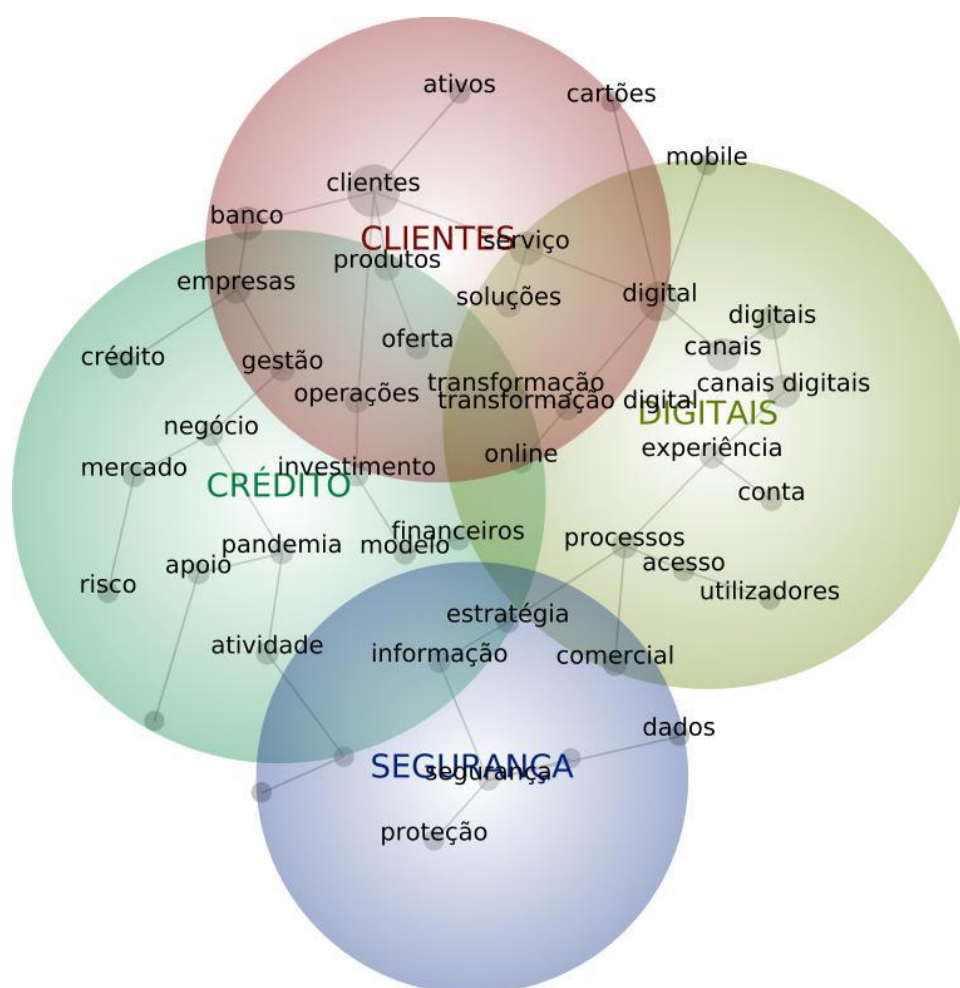 ativos
cartões
mobile
clientes
banco
CLIENTES
serviço
produtos
empresas
soluções
digital
digitais
oferta
canais
crédito
gestão
transformação
canais digitais
operações
transformação digital
DIGITAIS
negócio
experiência
online
mercado
investimento
CRÉDITO
conta
financeiros
processos
pandemia
modelo
apoio
acesso
risco
utilizadores
estratégia
atividade
informação
comercial
dados
SEGURANÇA
segurança
proteção